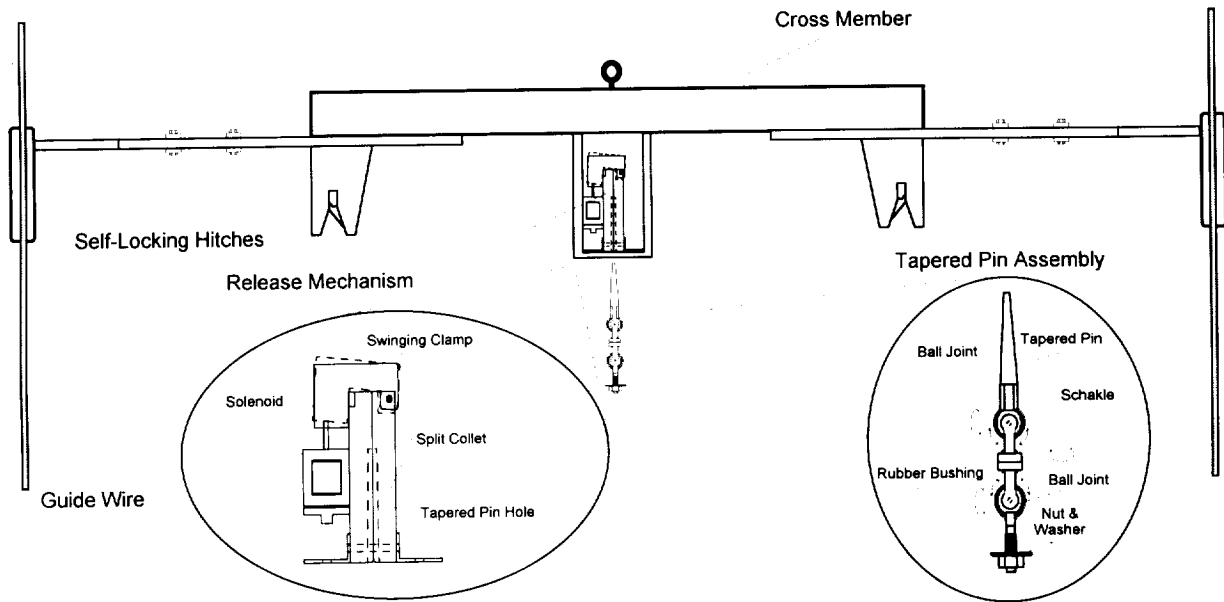 Cross Member
Self-Locking Hitches
Release Mechanism
Tapered Pin Assembly
Swinging Clamp
Solenoid
Split Collet
Tapered Pin Hole
Guide Wire
Ball Joint
Tapered Pin
Schakle
Rubber Bushing
Ball Joint
Nut &
Washer